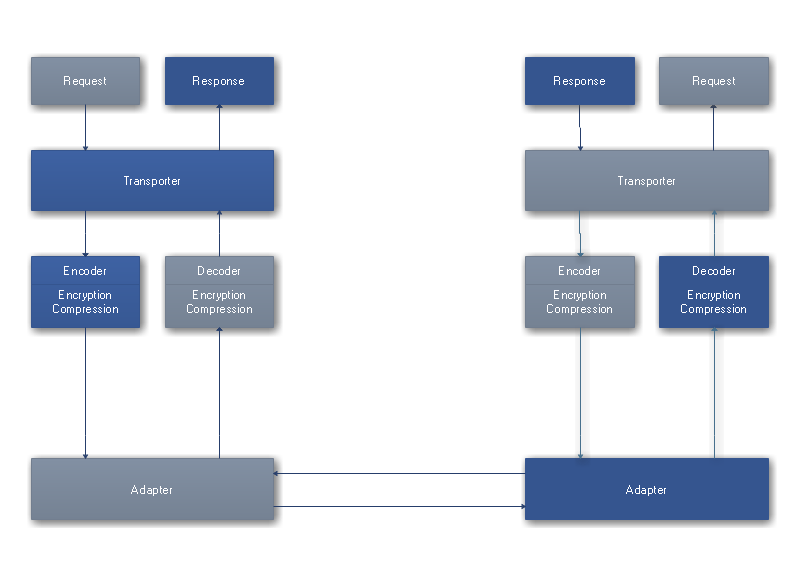 Request
Response
Response
Request
Transporter
Transporter
Encoder
Decoder
Encoder
Decoder
Encryption
Compression
Encryption
Compression
Encryption
Compression
Encryption
Compression
Adapter
Adapter